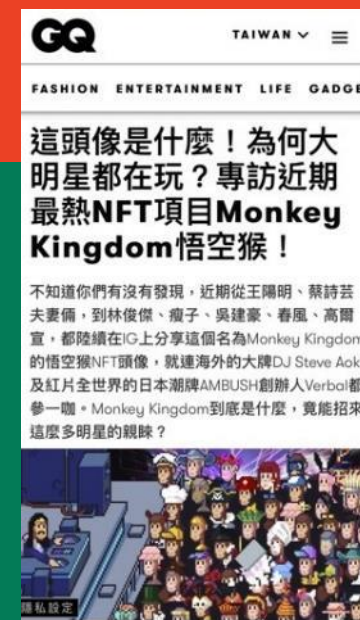 GQ
TAIWAN
FASHION ENTERTAINMENT LIFE GADGE
這頭像是什麼！為何大
明星都在玩？專訪近期
最熱NFT項目Monkey
Kingdom悟空猴！
不知道你們有沒有發現，近期從王陽明、蔡詩芸
夫妻倆，到林俊傑、瘦子、吳建豪、春風、高爾
宣，都陸續在IG上分享這個名為Monkey Kingdom
的悟空猴NFT頭像，就連海外的大牌DJ Steve Aok
及紅片全世界的日本潮牌AMBUSH創辦人Verbal都
參一咖。Monkey Kingdom到底是什麼，竟能招來
這麼多明星的親睞？
隱私設定